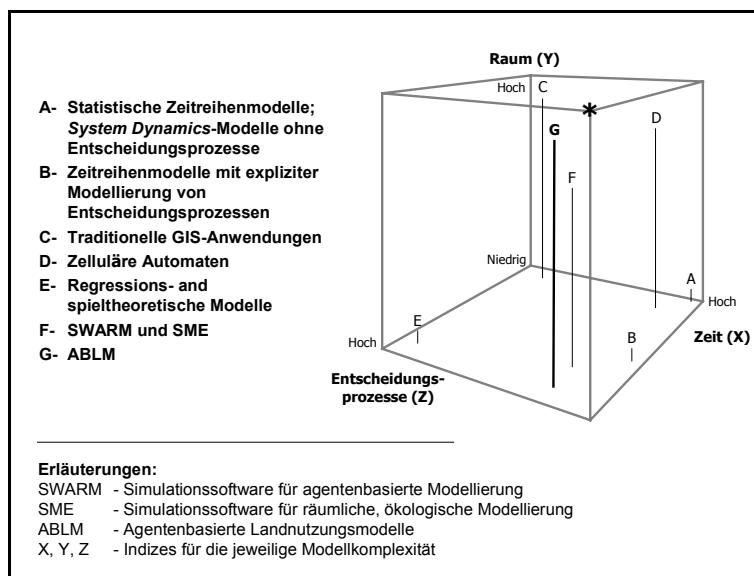 A- Statistische Zeitreihenmodelle;
System Dynamics-Modelle ohne
Entscheidungsprozesse
B- Zeitreihenmodelle mit expliziter
Modellierung von
Entscheidungsprozessen
C- Traditionelle GIS-Anwendungen
D- Zelluläre Automaten
E- Regressions- und
spieltheoretische Modelle
F- SWARM und SME
G- ABLM
Raum (Y)
Hoch
C
*
D
G
F
Niedrig
A
Hoch
E
Zeit (X)
Hoch
B
Entscheidungs-
prozesse (Z)
Erläuterungen:
SWARM - Simulationssoftware für agentenbasierte Modellierung
SME - Simulationssoftware für räumliche, ökologische Modellierung
ABLM - Agentenbasierte Landnutzungsmodelle
X, Y, Z - Indizes für die jeweilige Modellkomplexität